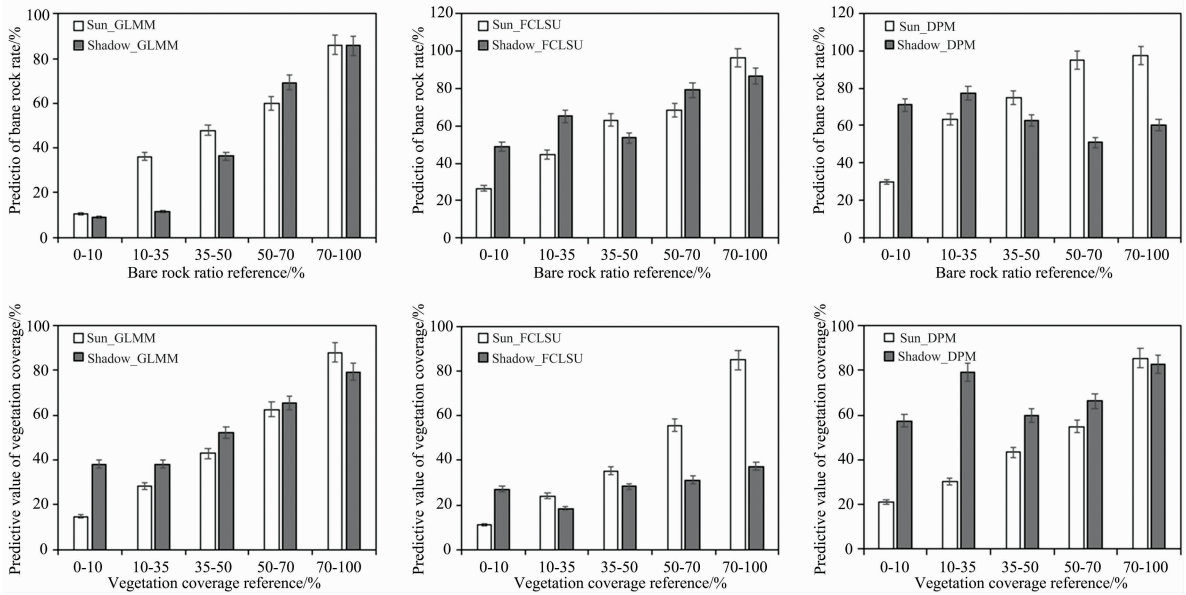 Predictio of bane rock rate/%
100
80
60
40
20
0
Sun_GLMM
Shadow_GLMM
0-10 10-35 35-50 50-70 70-100
Bare rock ratio reference/%
Predictio of bane rock rate/%
120
100
80
60
40
20
0
Sun_FCLSU
Shadow_FCLSU
0-10 10-35 35-50 50-70 70-100
Bare rock ratio reference/%
Predictio of bane rock rate/%
120
100
80
60
40
20
0
Sun_DPM
Shadow_DPM
0-10 10-35 35-50 50-70 70-100
Bare rock ratio reference/%
Predictive value of vegetation coverage/%
100
80
60
40
20
0
Sun_GLMM
Shadow_GLMM
0-10 10-35 35-50 50-70 70-100
Vegetation coverage reference/%
Predictive value of vegetation coverage/%
100
80
60
40
20
0
Sun_FCLSU
Shadow_FCLSU
0-10 10-35 35-50 50-70 70-100
Vegetation coverage reference/%
Predictive value of vegetation coverage/%
100
80
60
40
20
0
Sun_DPM
Shadow_DPM
0-10 10-35 35-50 50-70 70-100
Vegetation coverage reference/%